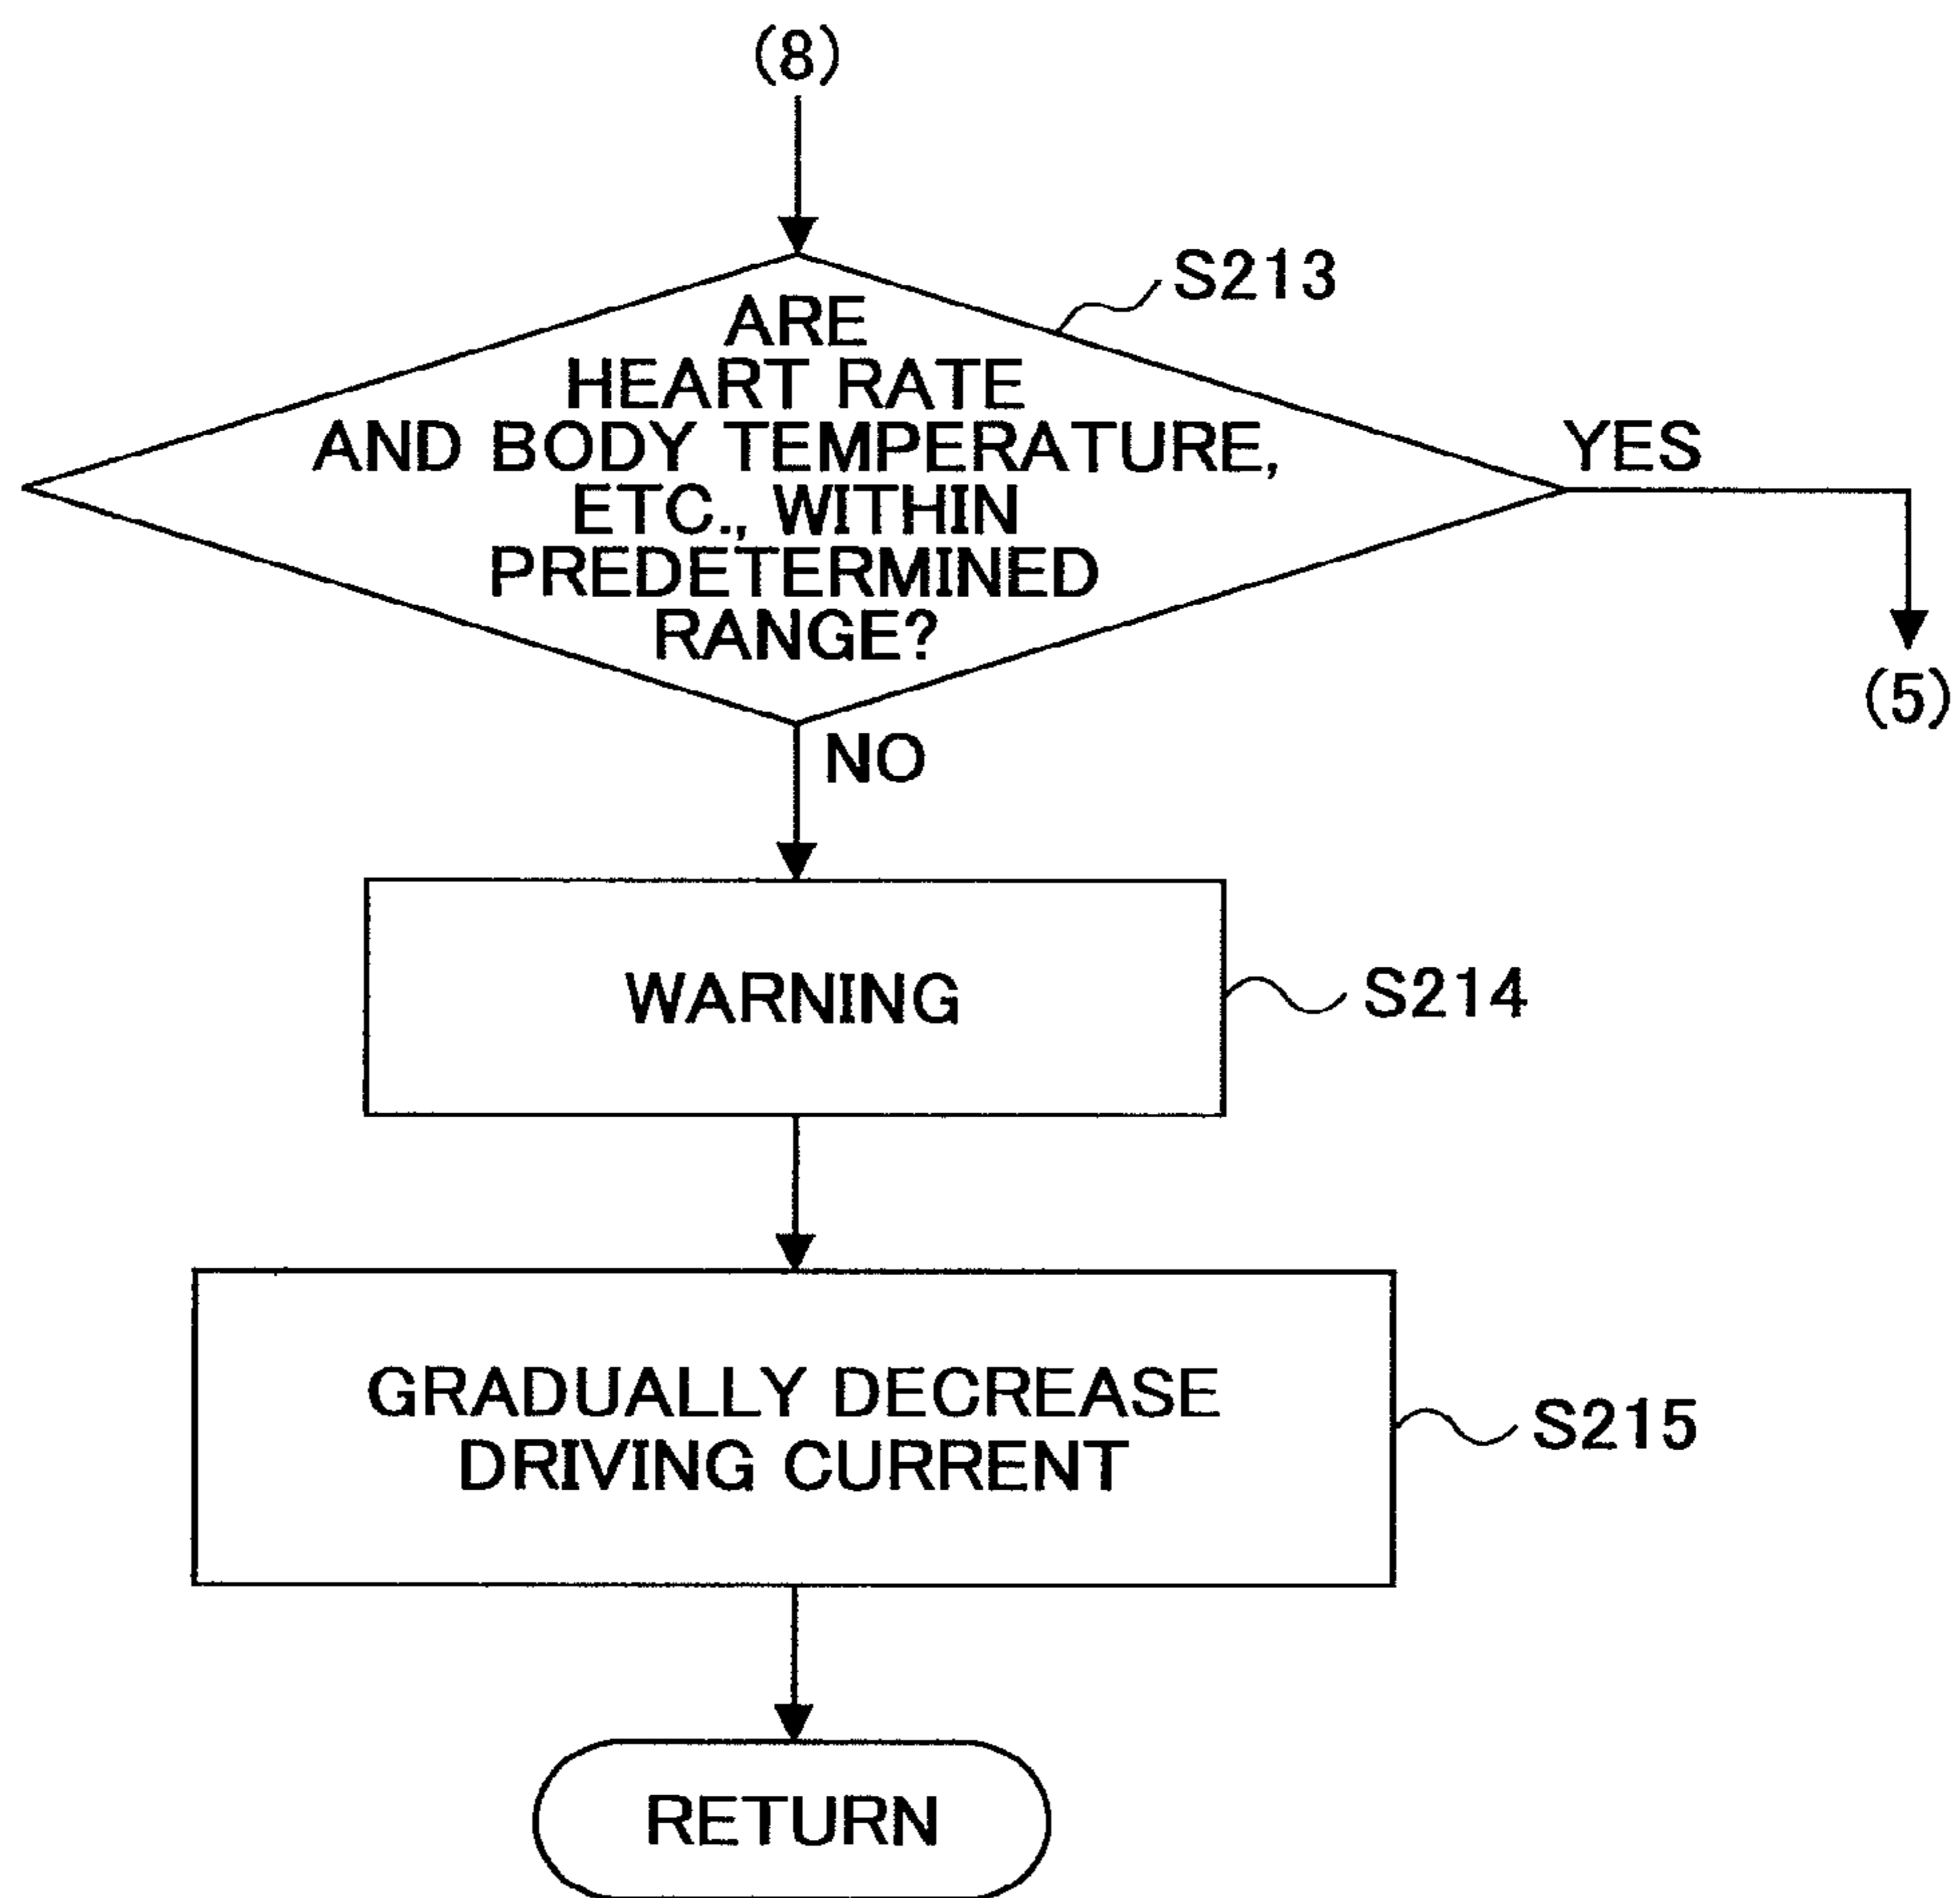 (8)
S213
ARE
HEART RATE
AND BODY TEMPERATURE,
ETC., WITHIN
PREDETERMINED
RANGE?
YES
(5)
NO
WARNING
S214
GRADUALLY DECREASE
DRIVING CURRENT
S215
RETURN